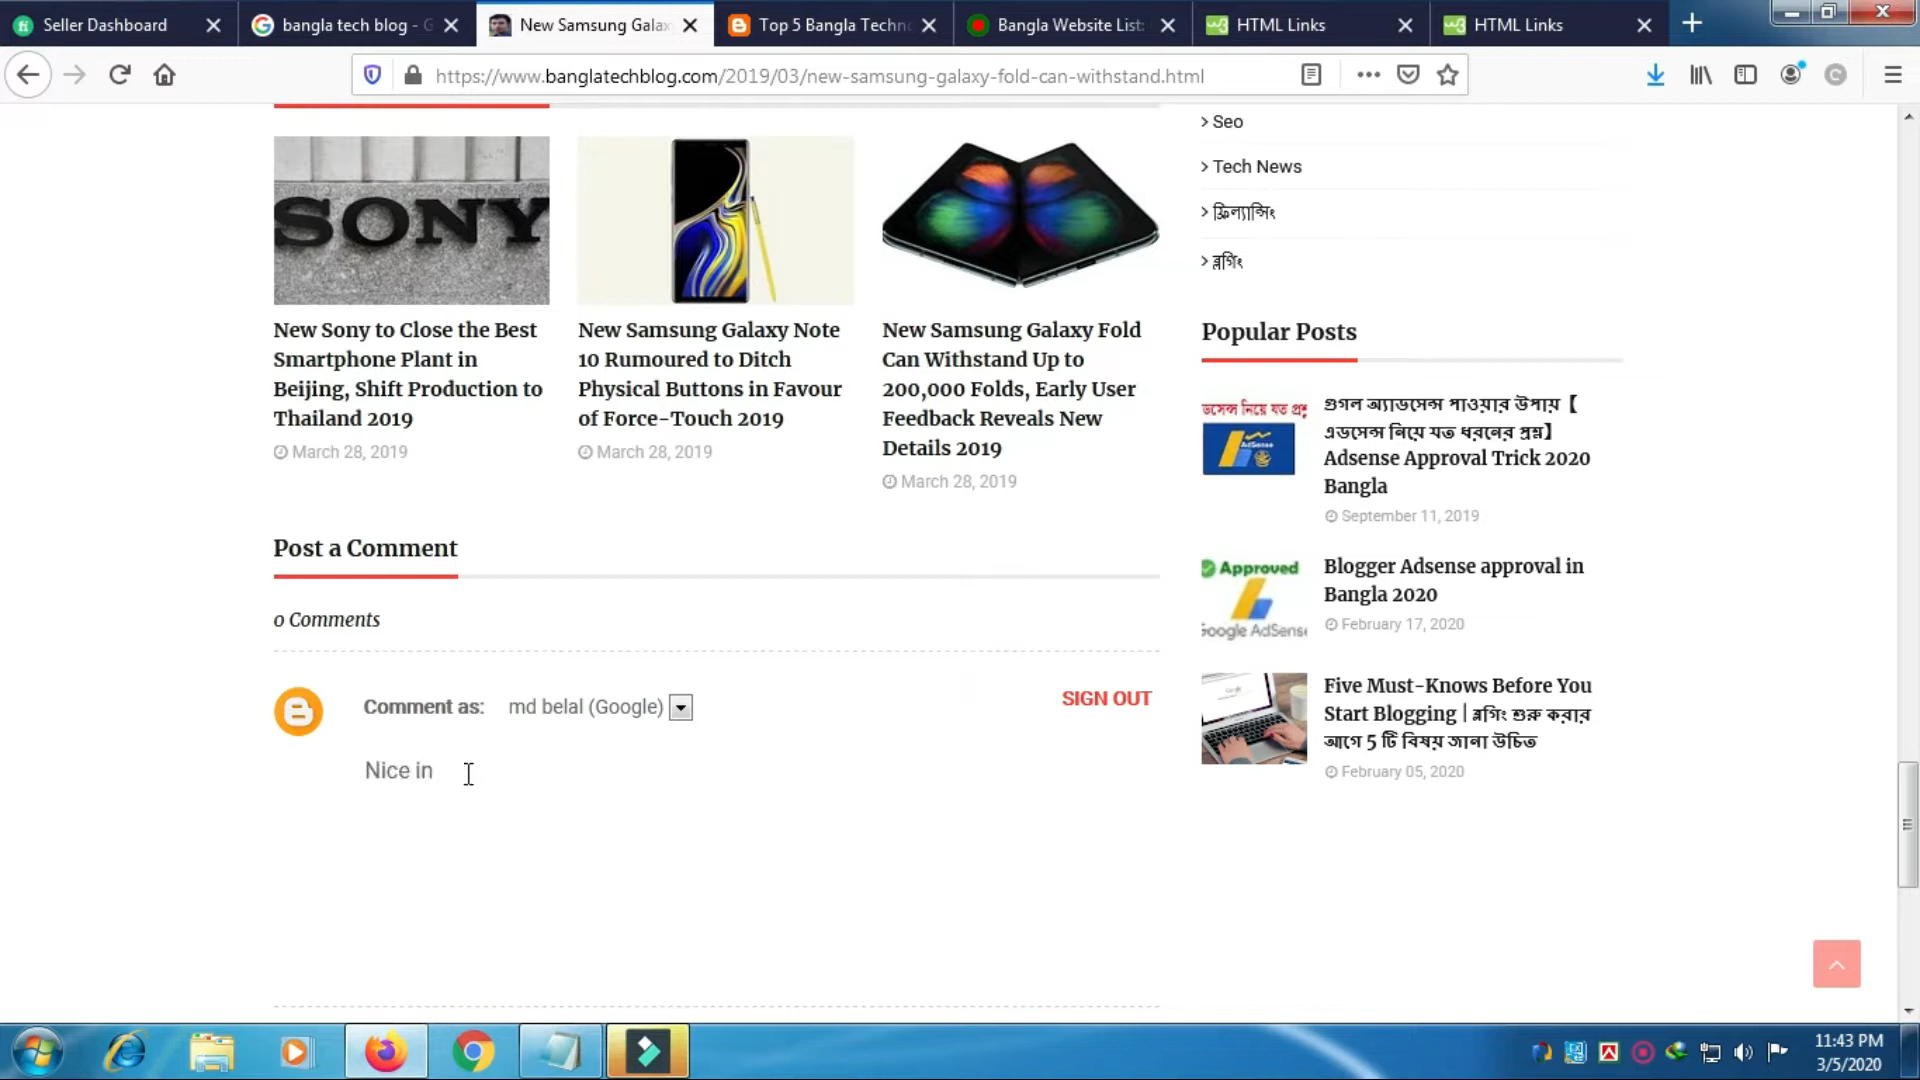 Seller Dashboard
bangla tech blog - G
New Samsung Galax
Top 5 Bangla Techno
Bangla Website List:
HTML Links
HTML Links
https://www.banglatechblog.com/2019/03/new-samsung-galaxy-fold-can-withstand.html
SONY
New Sony to Close the Best
Smartphone Plant in
Beijing, Shift Production to
Thailand 2019
March 28, 2019
New Samsung Galaxy Note
10 Rumoured to Ditch
Physical Buttons in Favour
of Force-Touch 2019
March 28, 2019
New Samsung Galaxy Fold
Can Withstand Up to
200,000 Folds, Early User
Feedback Reveals New
Details 2019
March 28, 2019
Post a Comment
0 Comments
Comment as: md belal (Google)
SIGN OUT
Nice in
> Seo
> Tech News
> ফ্রিল্যান্সিং
> ব্লগিং
Popular Posts
ডসেন্স নিয়ে যত প্রশ্ন
AdSense
গুগল অ্যাডসেন্স পাওয়ার উপায় 【
এডসেন্স নিয়ে যত ধরনের প্রশ্ন】
Adsense Approval Trick 2020
Bangla
September 11, 2019
Approved
Google AdSense
Blogger Adsense approval in
Bangla 2020
February 17, 2020
Five Must-Knows Before You
Start Blogging | ব্লগিং শুরু করার
আগে 5 টি বিষয় জানা উচিত
February 05, 2020
11:43 PM
3/5/2020